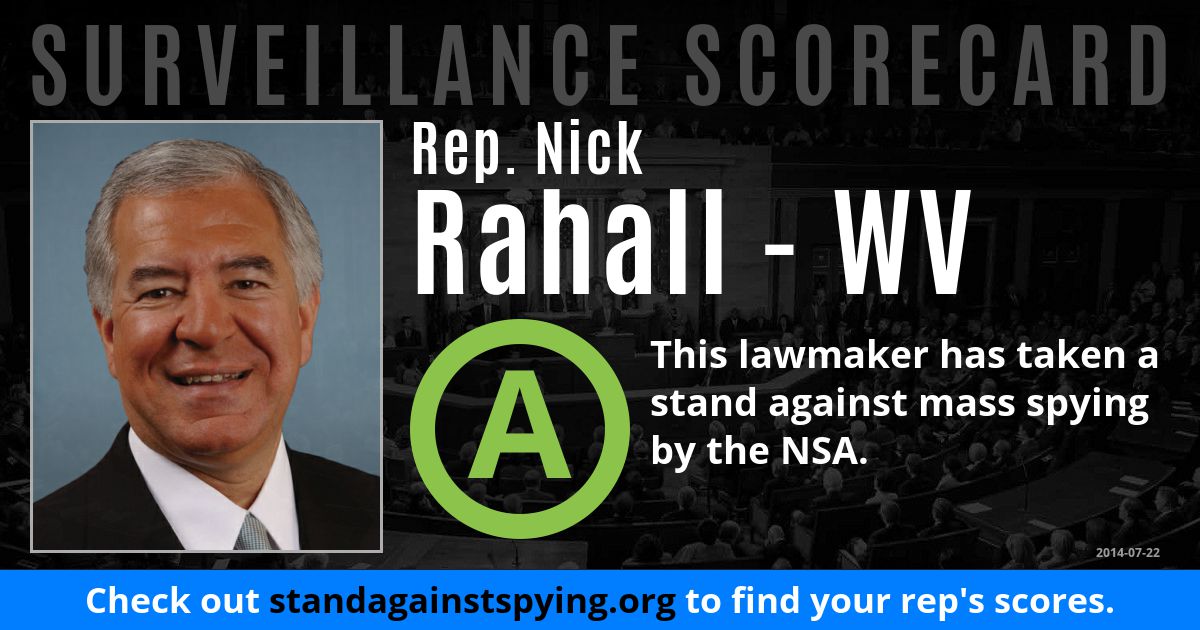 SURVEILLANCE SCORECARD
Rep. Nick
Rahall - WV
A
This lawmaker has taken a
stand against mass spying
by the NSA.
2014-07-22
Check out standagainstspying.org to find your rep's scores.